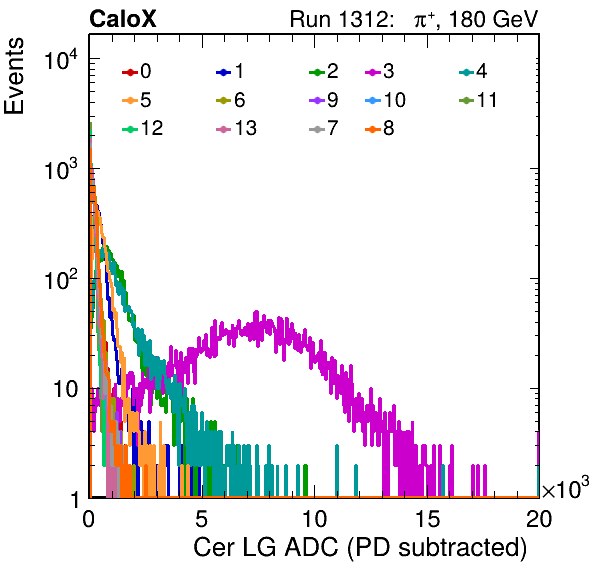 CaloX Run 1312: π⁺, 180 GeV
Events
10⁴
10³
10²
10
1
0 1 2 3 4
5 6 9 10 11
12 13 7 8
0 5 10 15 20
×10³
Cer LG ADC (PD subtracted)